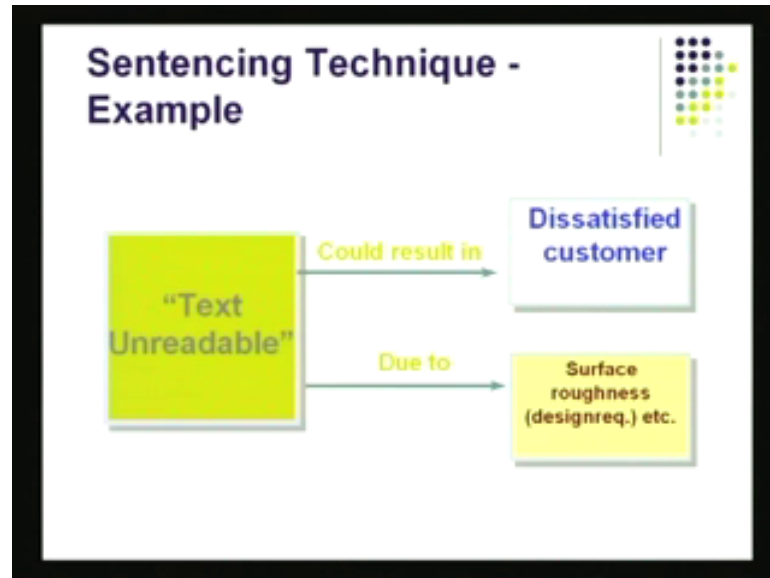 Sentencing Technique -
Example
Dissatisfied
customer
Could result in
“Text
Unreadable”
Due to
Surface
roughness
(designreq.) etc.